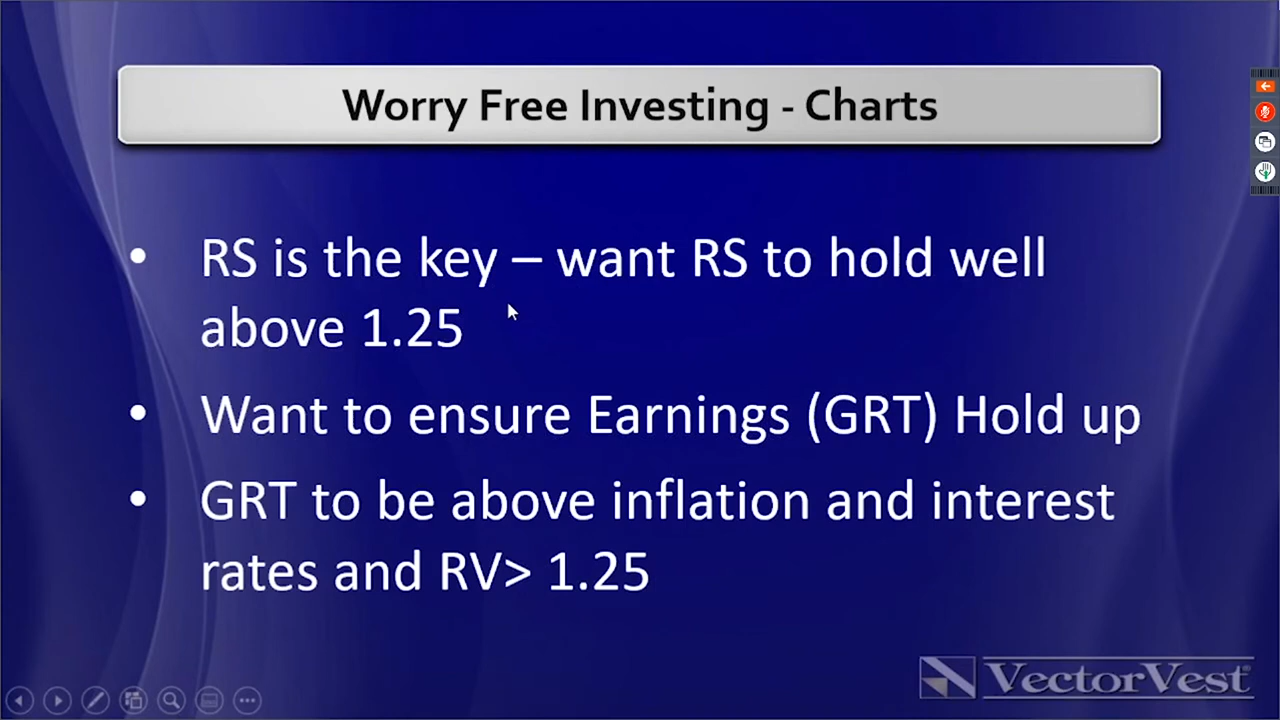 Worry Free Investing - Charts
• RS is the key – want RS to hold well
above 1.25
• Want to ensure Earnings (GRT) Hold up
• GRT to be above inflation and interest
rates and RV> 1.25
VectorVest®